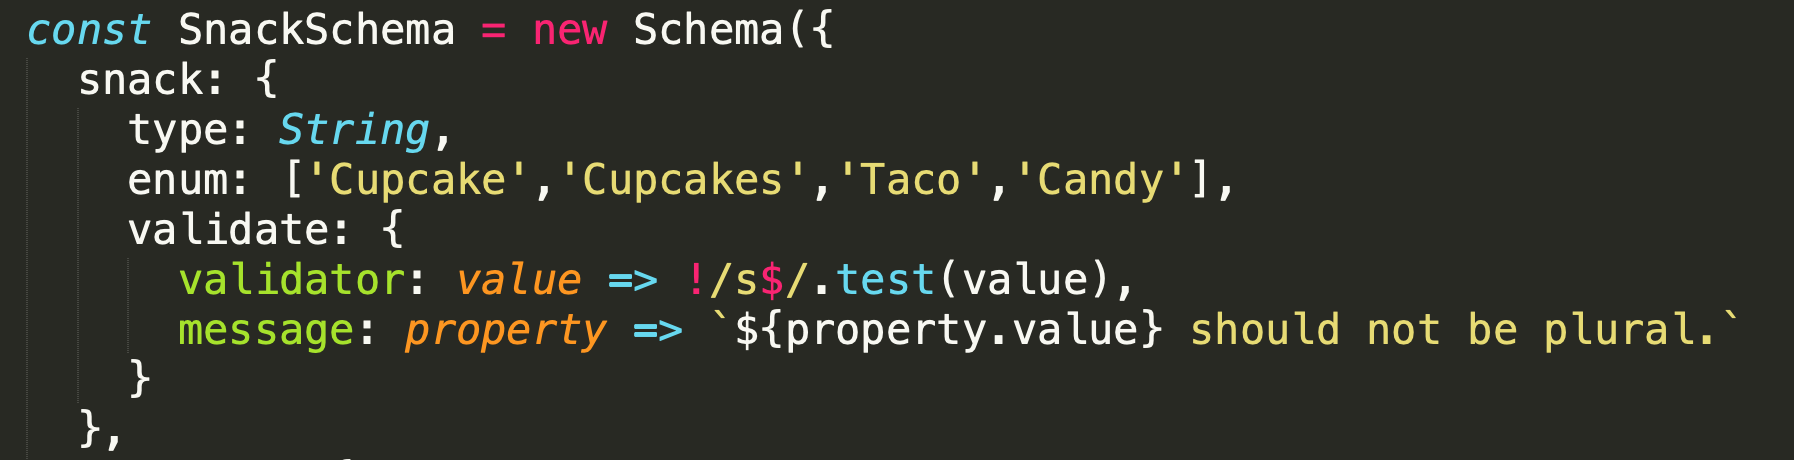 const SnackSchema = new Schema({
  snack: {
    type: String,
    enum: ['Cupcake','Cupcakes','Taco','Candy'],
    validate: {
      validator: value => !/s$/.test(value),
      message: property => `${property.value} should not be plural.`
    }
  },